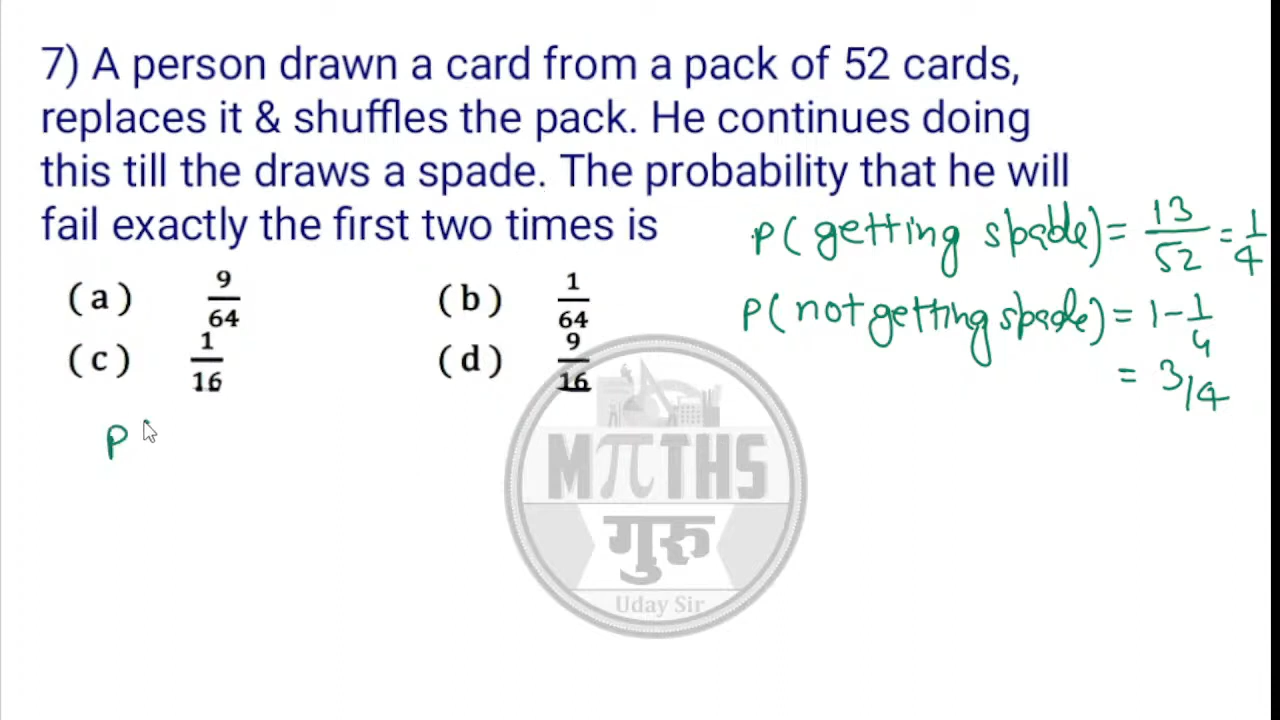 7) A person drawn a card from a pack of 52 cards,
replaces it & shuffles the pack. He continues doing
this till the draws a spade. The probability that he will
fail exactly the first two times is
P( getting spade) = 13/52 = 1/4
P( not getting spade) = 1 - 1/4
= 3/4
(a) 9/64 (b) 1/64
(c) 1/16 (d) 9/16
P
MπTHS
गुरु
Uday Sir